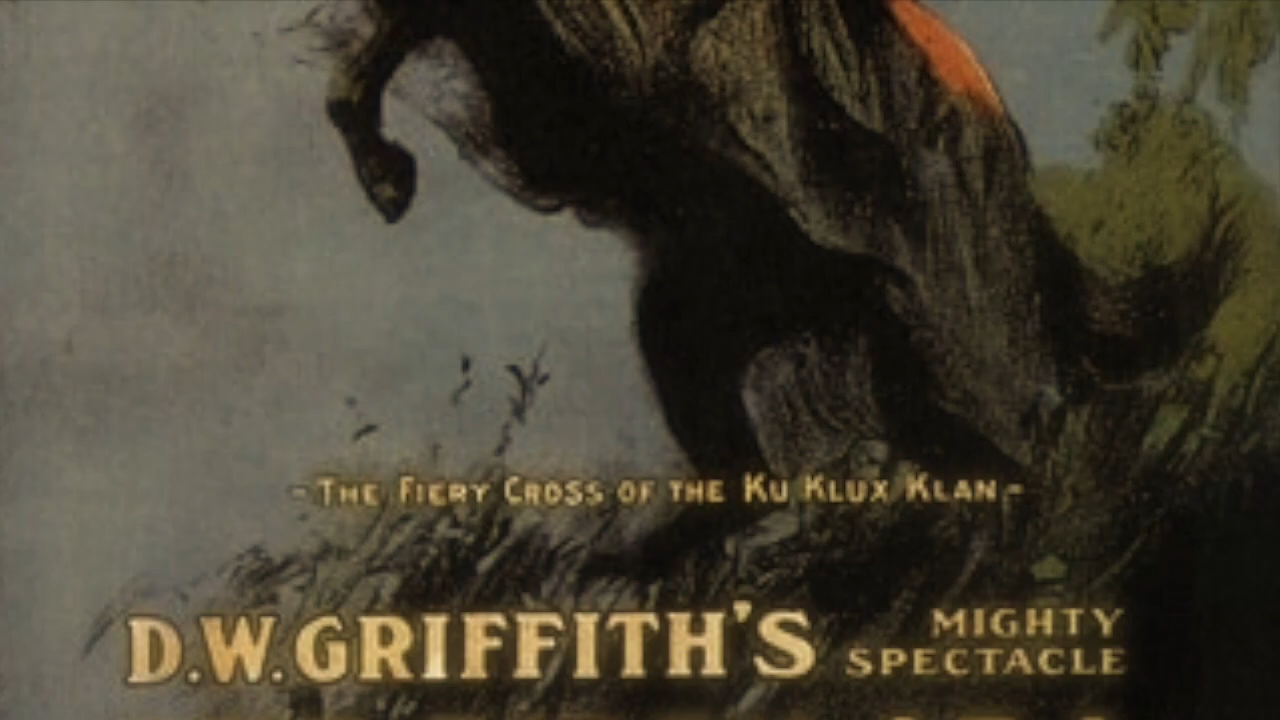 - THE FIERY CROSS OF THE KU KLUX KLAN -
D.W. GRIFFITH'S MIGHTY
SPECTACLE